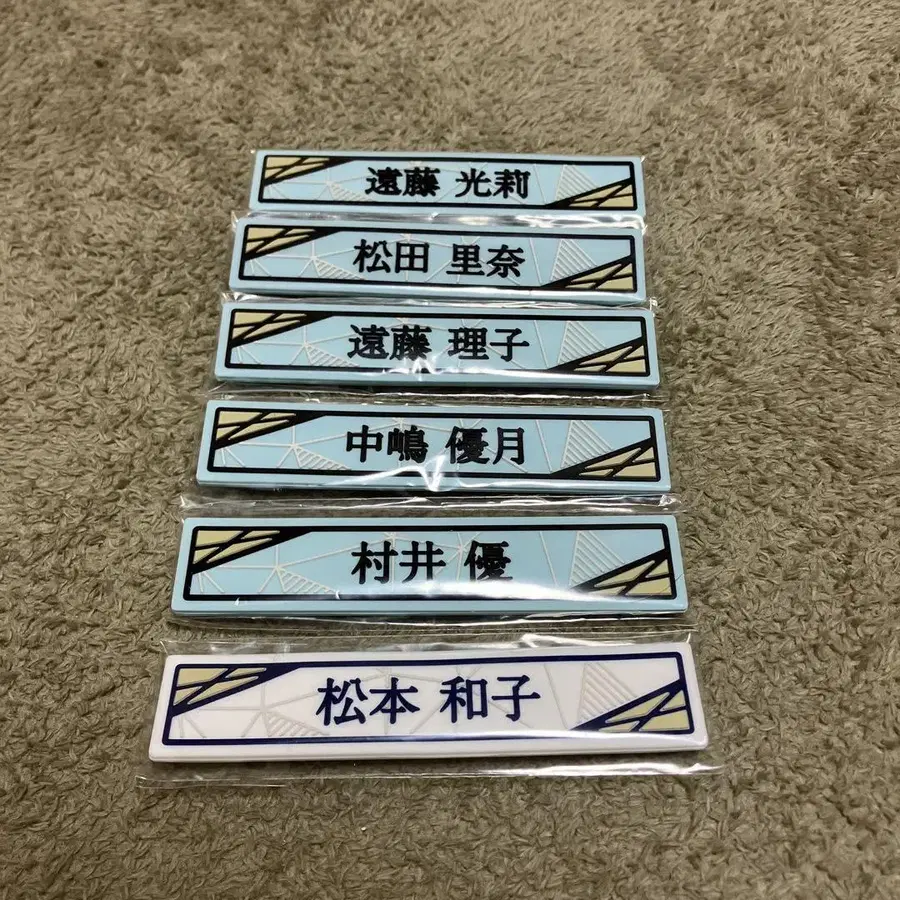 遠藤 光莉
松田 里奈
遠藤 理子
中嶋 優月
村井 優
松本 和子